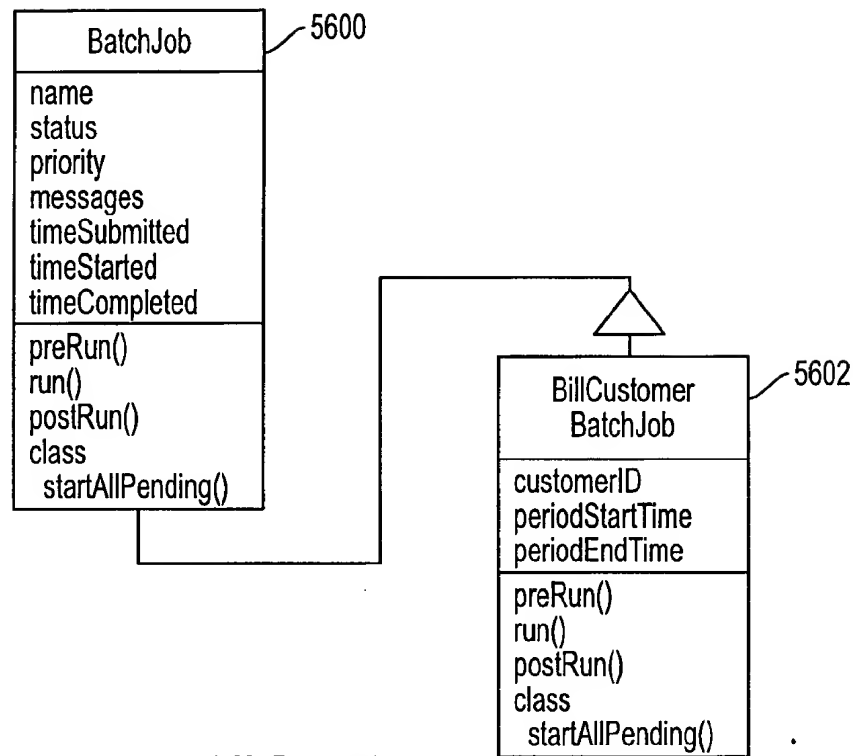 BatchJob
5600
name
status
priority
messages
timeSubmitted
timeStarted
timeCompleted
preRun()
run()
postRun()
class
startAllPending()
BillCustomer
BatchJob
5602
customerID
periodStartTime
periodEndTime
preRun()
run()
postRun()
class
startAllPending()